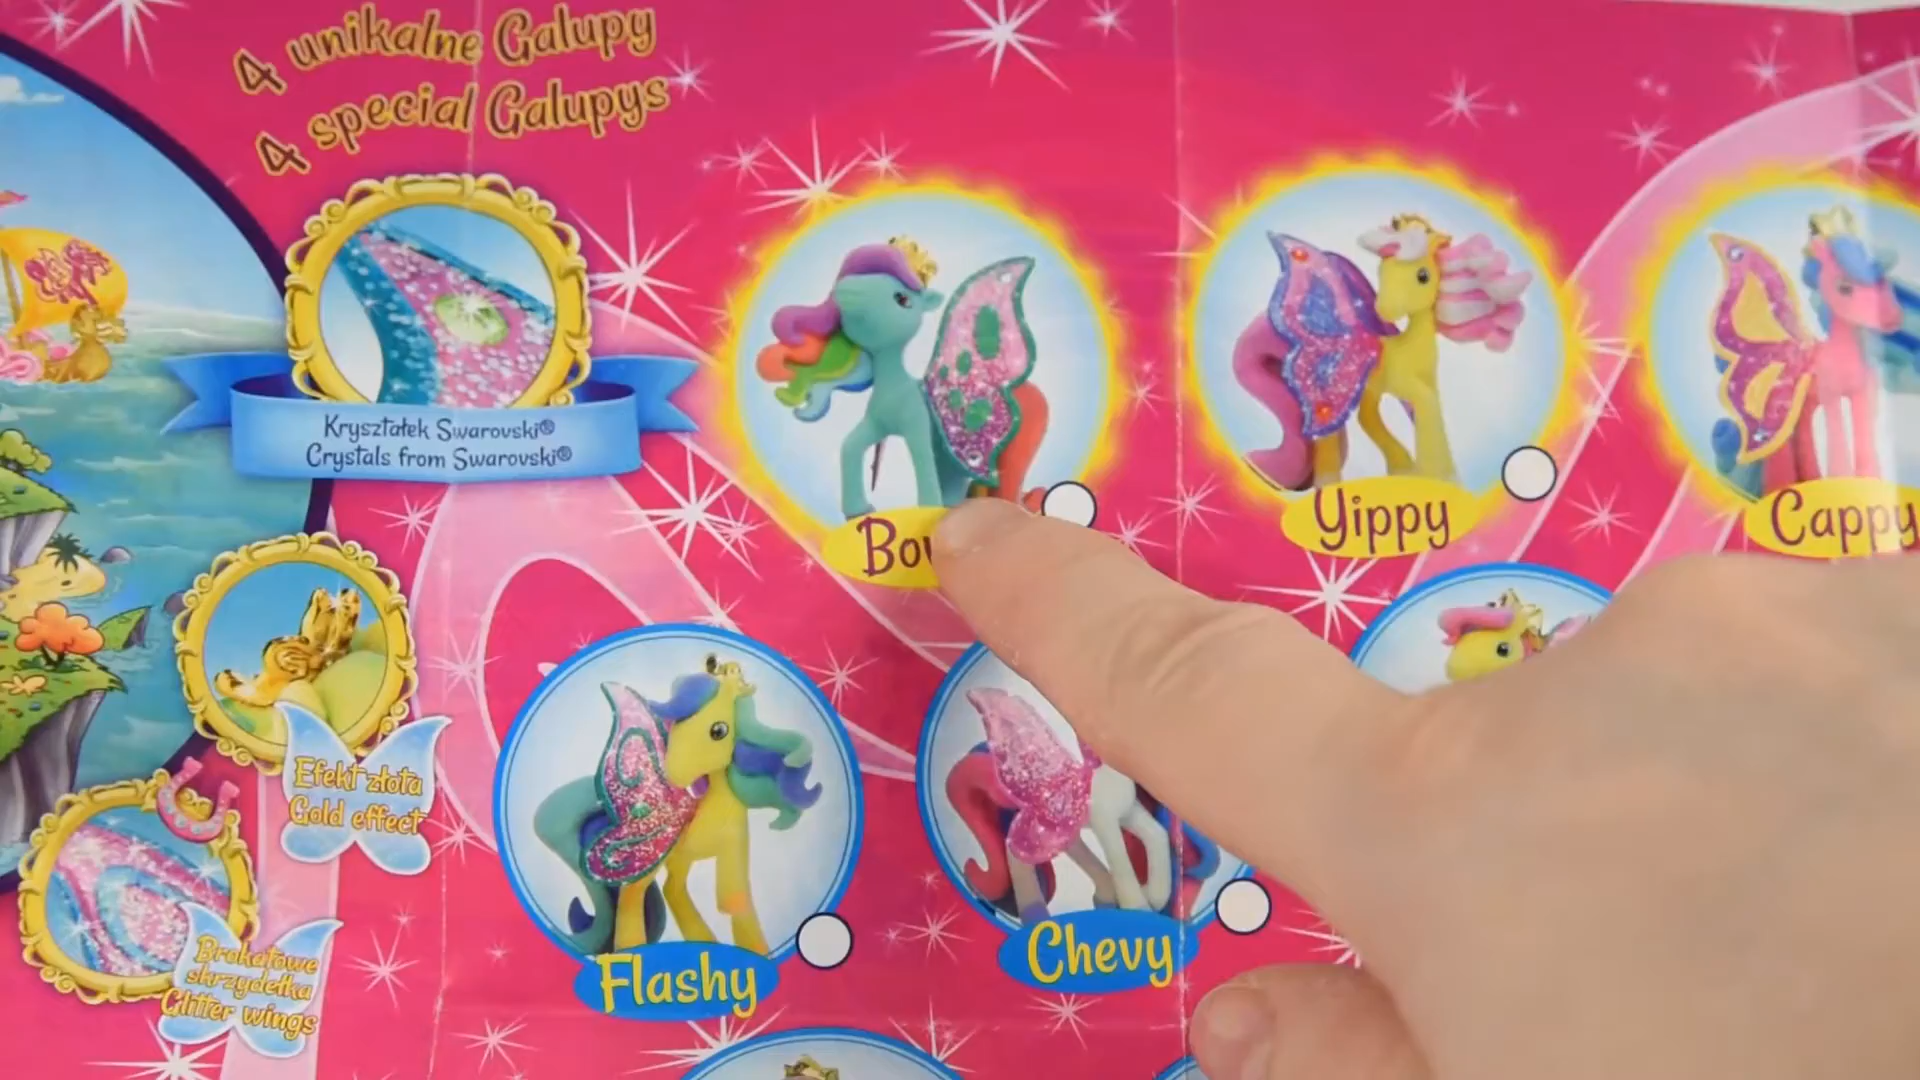 4 unikalne Galupy
4 special Galupys
Kryształek Swarovski®
Crystals from Swarovski®
Yippy
Cappy
Efekt złota
Gold effect
Flashy
Chevy
Brokatowe
skrzydełka
Glitter wings